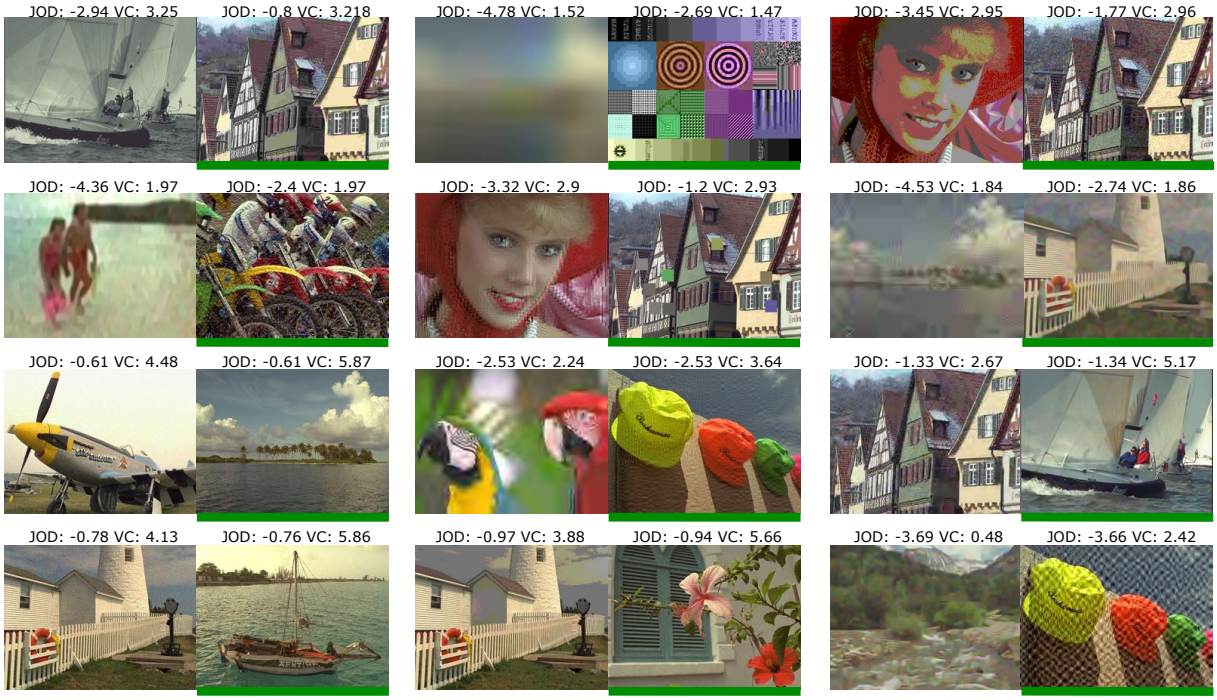 JOD: -2.94 VC: 3.25 JOD: -0.8 VC: 3.218 JOD: -4.78 VC: 1.52 JOD: -2.69 VC: 1.47 JOD: -3.45 VC: 2.95 JOD: -1.77 VC: 2.96
JOD: -4.36 VC: 1.97 JOD: -2.4 VC: 1.97 JOD: -3.32 VC: 2.9 JOD: -1.2 VC: 2.93 JOD: -4.53 VC: 1.84 JOD: -2.74 VC: 1.86
JOD: -0.61 VC: 4.48 JOD: -0.61 VC: 5.87 JOD: -2.53 VC: 2.24 JOD: -2.53 VC: 3.64 JOD: -1.33 VC: 2.67 JOD: -1.34 VC: 5.17
JOD: -0.78 VC: 4.13 JOD: -0.76 VC: 5.86 JOD: -0.97 VC: 3.88 JOD: -0.94 VC: 5.66 JOD: -3.69 VC: 0.48 JOD: -3.66 VC: 2.42